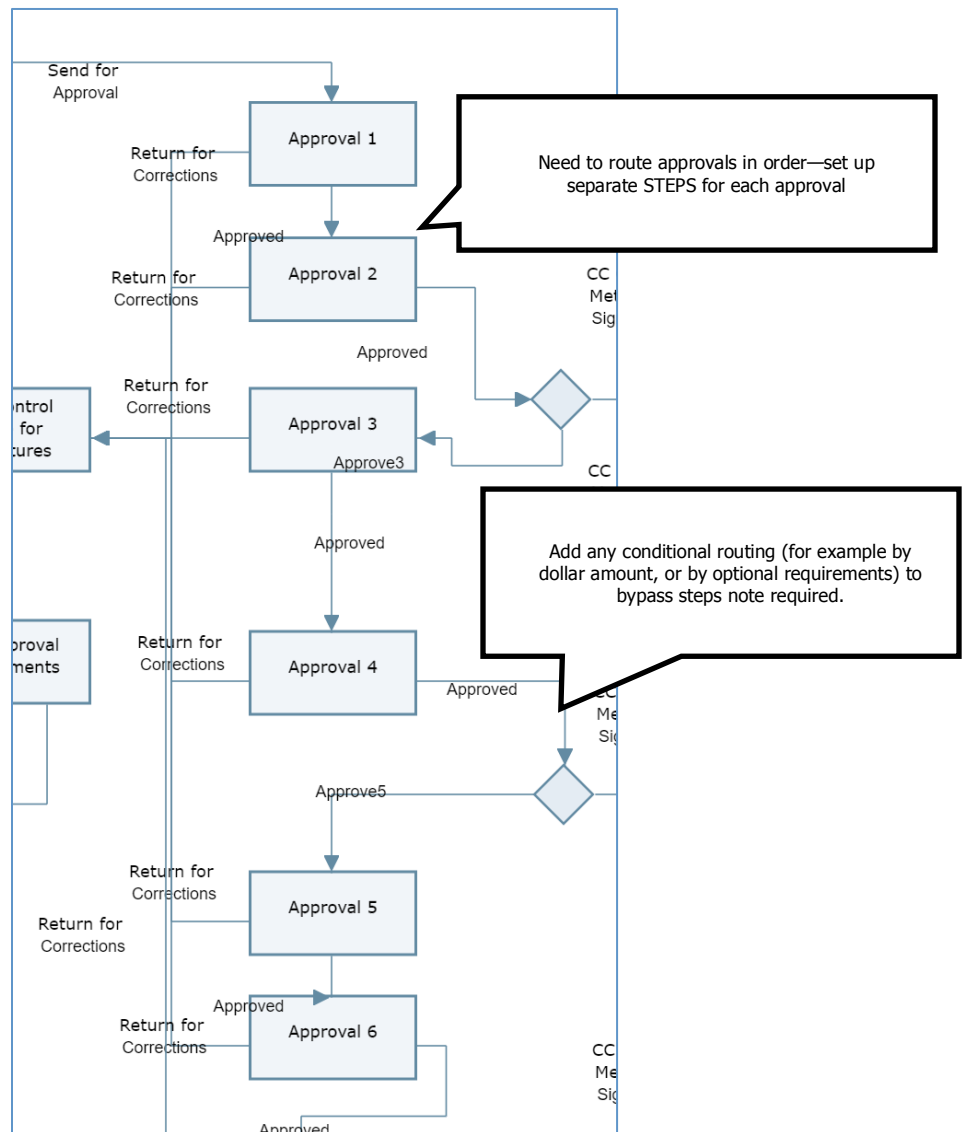 Send for
Approval
Approval 1
Return for
Corrections
Need to route approvals in order—set up
separate STEPS for each approval
Approved
Approval 2
Return for
Corrections
CC
Approved
Return for
Corrections
Approval 3
for
Approve3
CC
Approved
Add any conditional routing (for example by
dollar amount, or by optional requirements) to
bypass steps note required.
Return for
Corrections
Approval 4
Approved
CC
Approve5
Return for
Corrections
Approval 5
Return for
Corrections
Approved
Approval 6
Return for
Corrections
CC
Approved